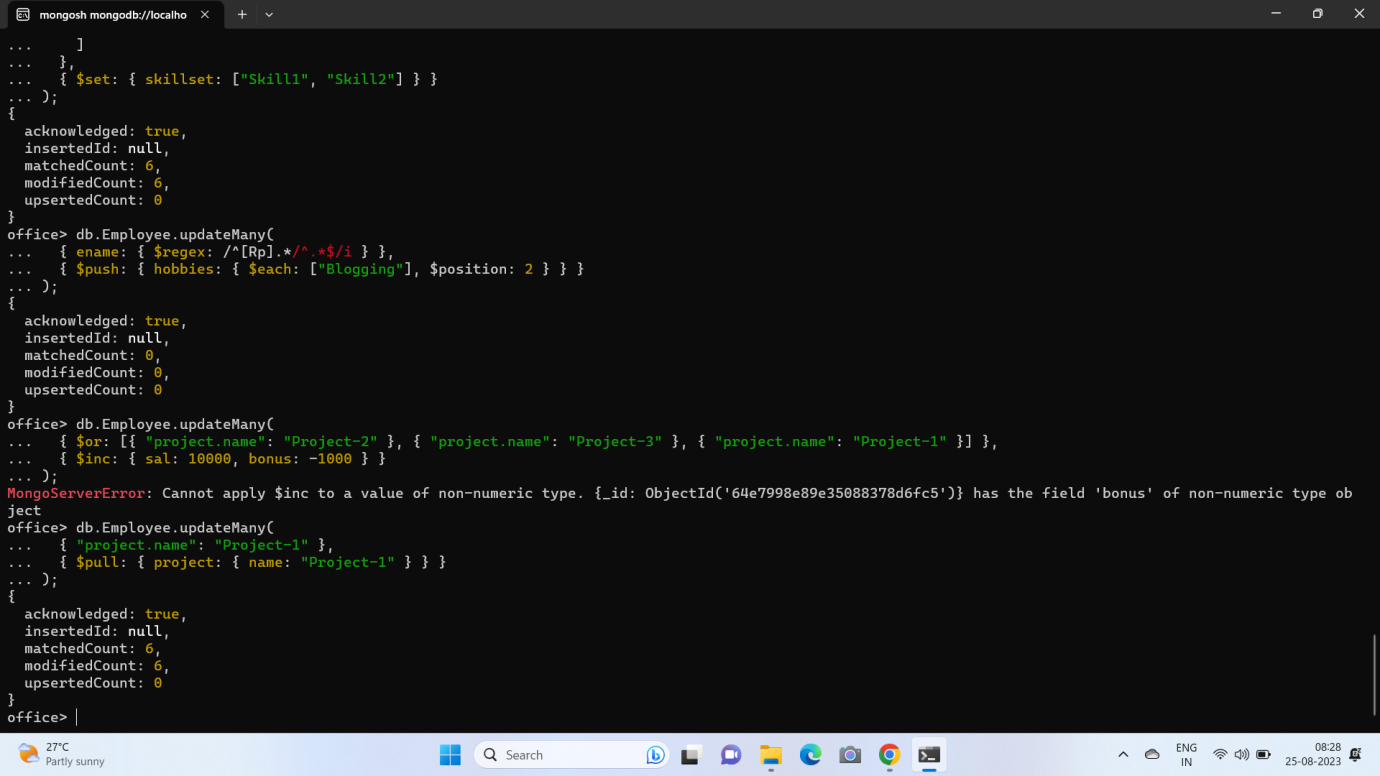 mongosh mongodb://localho
...     ]
...   },
...   { $set: { skillset: ["Skill1", "Skill2"] } }
... );
{
  acknowledged: true,
  insertedId: null,
  matchedCount: 6,
  modifiedCount: 6,
  upsertedCount: 0
}
office> db.Employee.updateMany(
...   { ename: { $regex: /^[Rp].*/^.*$/i } },
...   { $push: { hobbies: { $each: ["Blogging"], $position: 2 } } }
... );
{
  acknowledged: true,
  insertedId: null,
  matchedCount: 0,
  modifiedCount: 0,
  upsertedCount: 0
}
office> db.Employee.updateMany(
...   { $or: [{ "project.name": "Project-2" }, { "project.name": "Project-3" }, { "project.name": "Project-1" }] },
...   { $inc: { sal: 10000, bonus: -1000 } }
... );
MongoServerError: Cannot apply $inc to a value of non-numeric type. {_id: ObjectId('64e7998e89e35088378d6fc5')} has the field 'bonus' of non-numeric type ob
ject
office> db.Employee.updateMany(
...   { "project.name": "Project-1" },
...   { $pull: { project: { name: "Project-1" } } }
... );
{
  acknowledged: true,
  insertedId: null,
  matchedCount: 6,
  modifiedCount: 6,
  upsertedCount: 0
}
office>
27°C
Partly sunny
Search
ENG
IN
08:28
25-08-2023